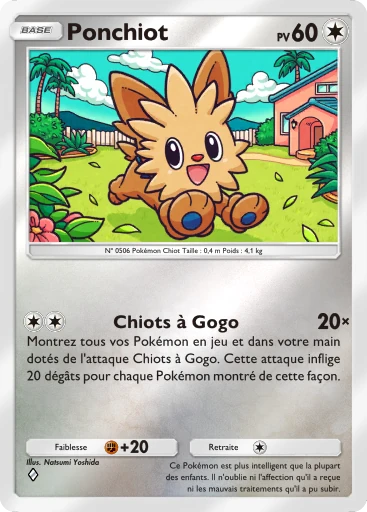 BASE Ponchiot PV 60
N° 0506 Pokémon Chiot Taille : 0,4 m Poids : 4,1 kg
Chiots à Gogo 20×
Montrez tous vos Pokémon en jeu et dans votre main
dotés de l'attaque Chiots à Gogo. Cette attaque inflige
20 dégâts pour chaque Pokémon montré de cette façon.
Faiblesse +20 Retraite
Illus. Natsumi Yoshida
Ce Pokémon est plus intelligent que la plupart
des enfants. Il n'oublie ni l'affection qu'il a reçue
ni les mauvais traitements qu'il a pu subir.